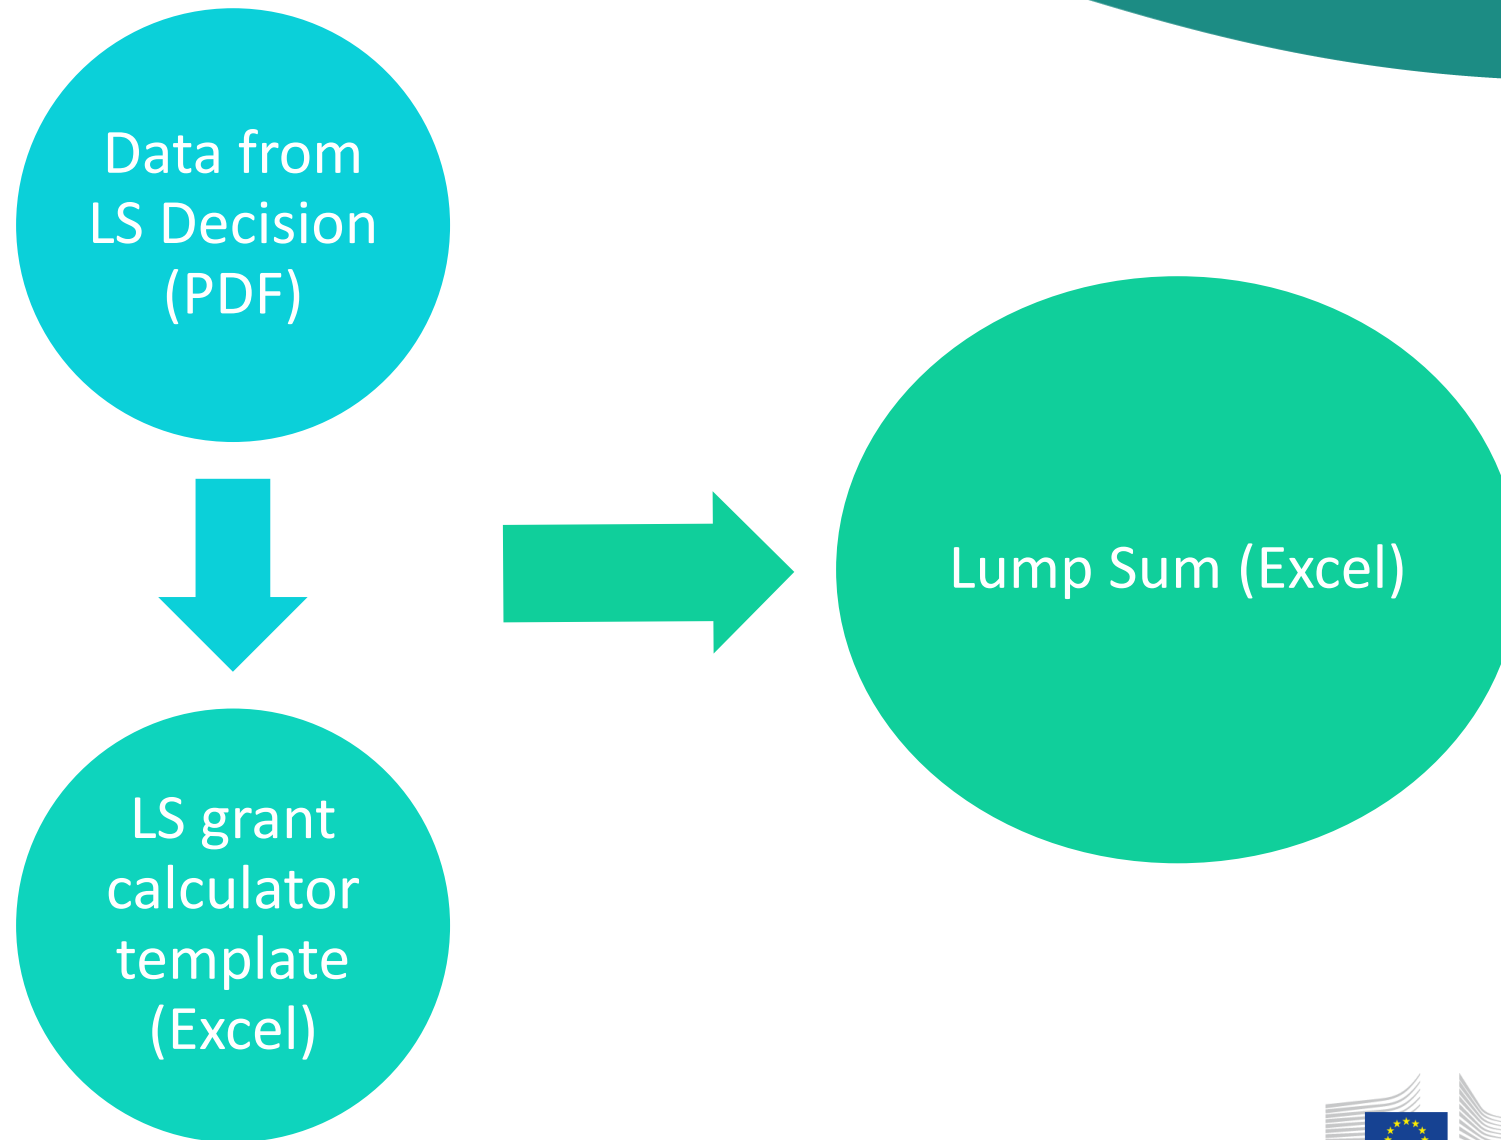 Data from
LS Decision
(PDF)
LS grant
calculator
template
(Excel)
Lump Sum (Excel)